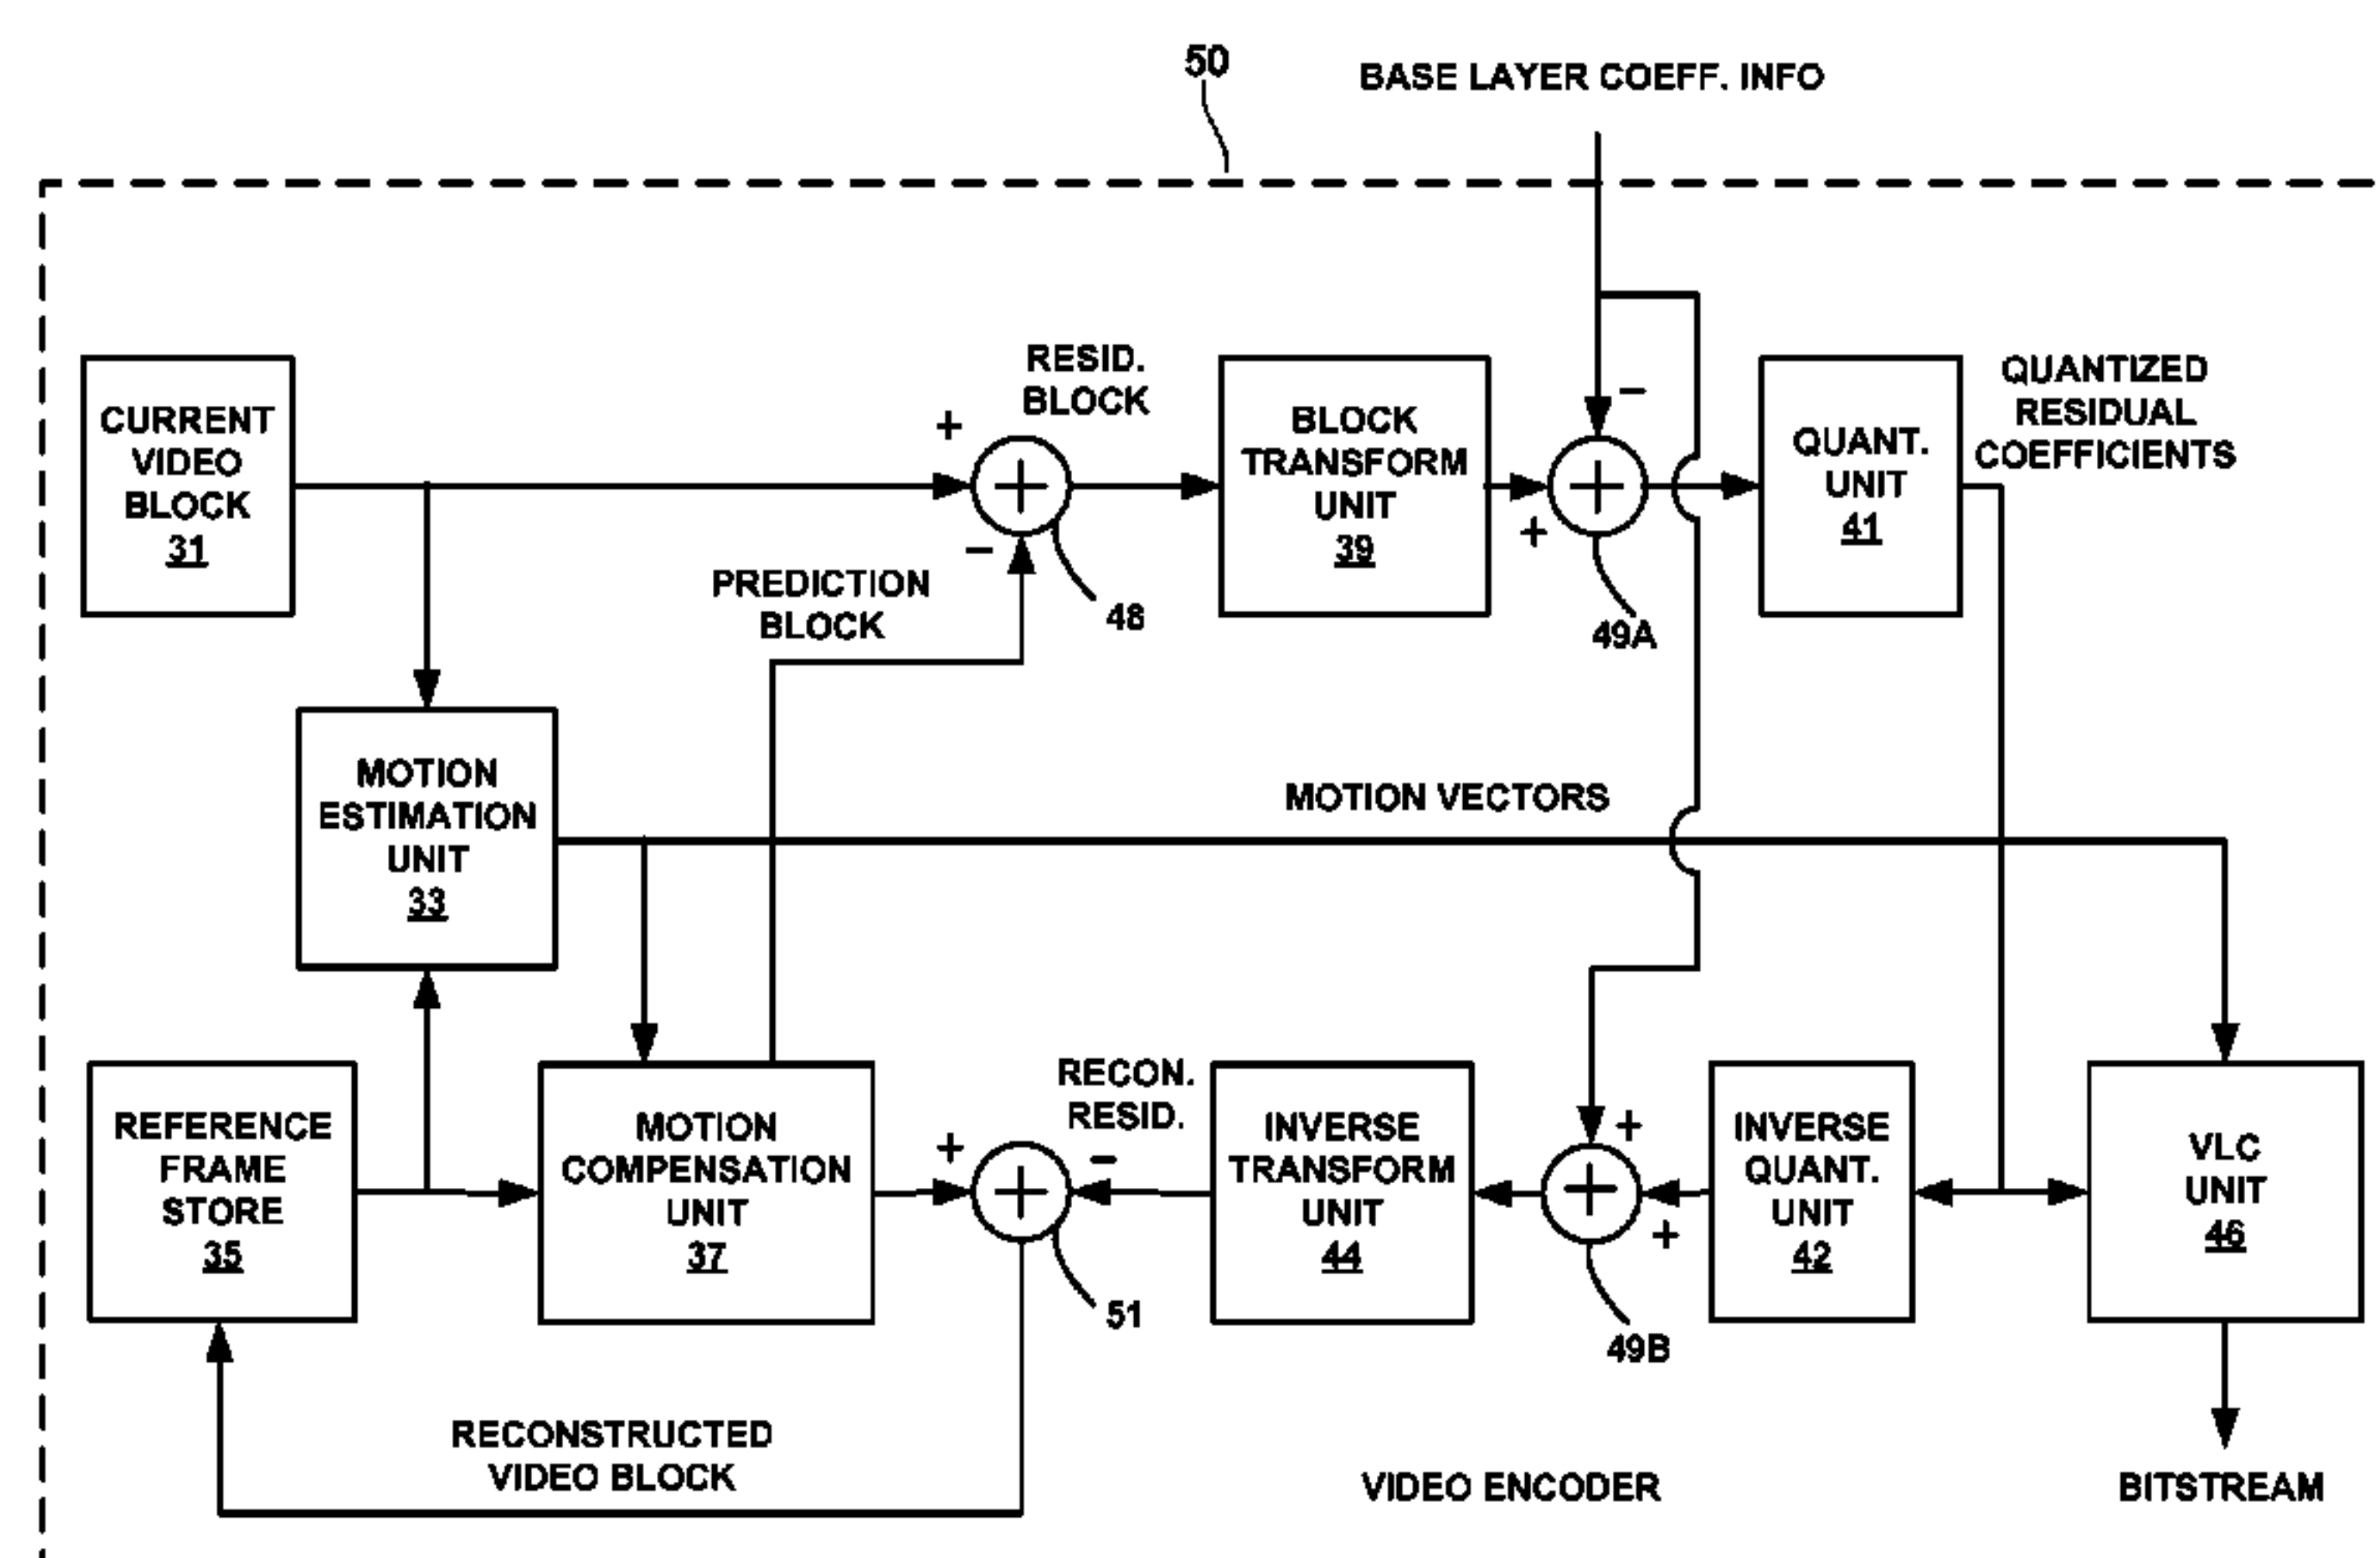 50
BASE LAYER COEFF. INFO
CURRENT
VIDEO
BLOCK
31
+
−
RESID.
BLOCK
+
48
PREDICTION
BLOCK
BLOCK
TRANSFORM
UNIT
39
−
+
+
49A
QUANT.
UNIT
41
QUANTIZED
RESIDUAL
COEFFICIENTS
MOTION
ESTIMATION
UNIT
33
MOTION VECTORS
REFERENCE
FRAME
STORE
35
MOTION
COMPENSATION
UNIT
37
+
−
+
51
RECON.
RESID.
INVERSE
TRANSFORM
UNIT
44
+
+
+
49B
INVERSE
QUANT.
UNIT
42
VLC
UNIT
46
RECONSTRUCTED
VIDEO BLOCK
VIDEO ENCODER
BITSTREAM